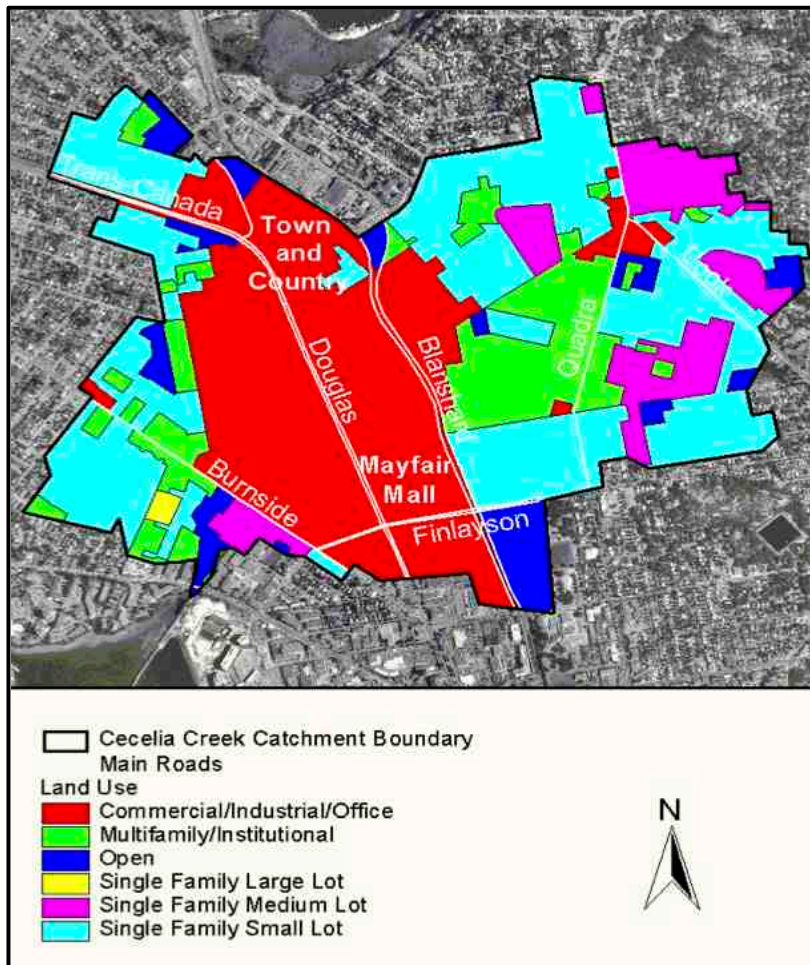 Trans Canada
Town
and
Country
Douglas
Blanshard
Quadra
Cook
Burnside
Mayfair
Mall
Finlayson
Cecelia Creek Catchment Boundary
Main Roads
Land Use
Commercial/Industrial/Office
Multifamily/Institutional
Open
Single Family Large Lot
Single Family Medium Lot
Single Family Small Lot
N